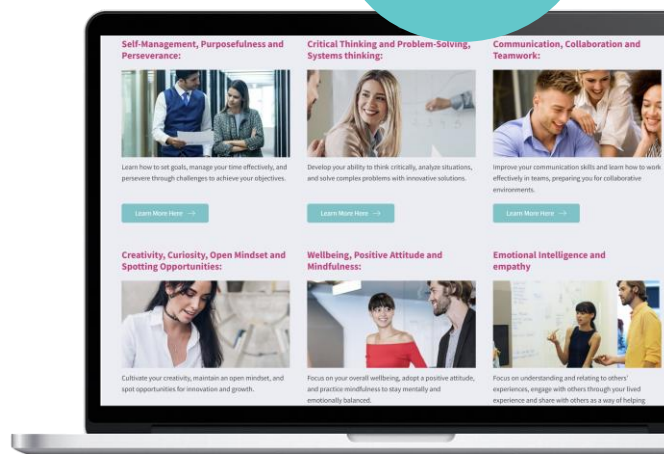 Self-Management, Purposefulness and
Perseverance:
Learn how to set goals, manage your time effectively, and
persevere through challenges to achieve your objectives.
Learn More Here →
Critical Thinking and Problem-Solving,
Systems thinking:
Develop your ability to think critically, analyze situations,
and solve complex problems with innovative solutions.
Learn More Here →
Communication, Collaboration and
Teamwork:
Improve your communication skills and learn how to work
effectively in teams, preparing you for collaborative
environments.
Learn More Here →
Creativity, Curiosity, Open Mindset and
Spotting Opportunities:
Cultivate your creativity, maintain an open mindset, and
spot opportunities for innovation and growth.
Wellbeing, Positive Attitude and
Mindfulness:
Focus on your overall wellbeing, adopt a positive attitude,
and practice mindfulness to stay mentally and
emotionally balanced.
Emotional Intelligence and
empathy
Focus on understanding and relating to others'
experiences, engage with others through your lived
experience and share with others as a way of helping